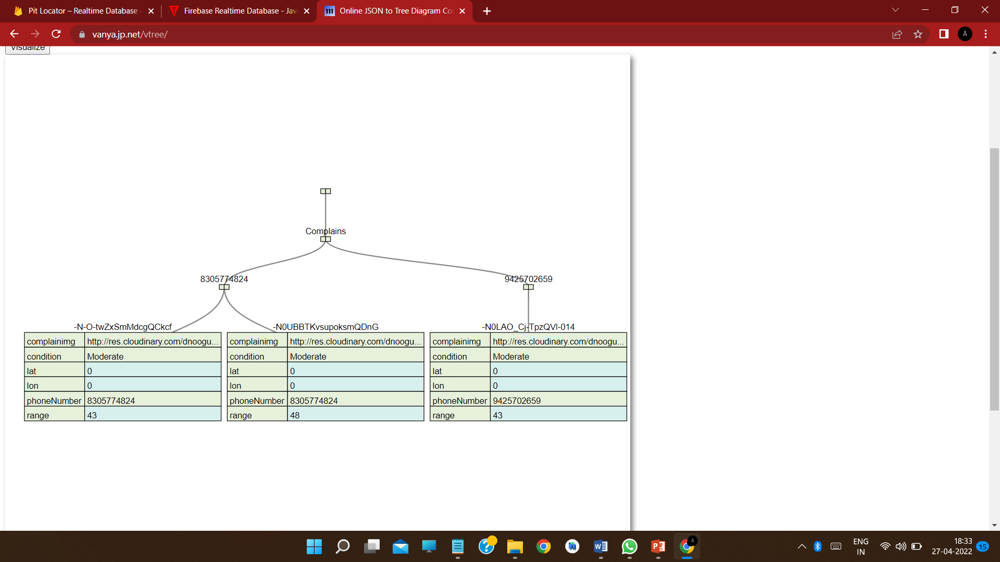 Pit Locator – Realtime Database -
Firebase Realtime Database - Jav
Online JSON to Tree Diagram Co
vanya.jp.net/vtree/
A
Visualize
Complains
8305774824
9425702659
-N-O-twZxSmMdcgQCkcf
-N0UBBTKvsupoksmQDnG
-N0LAO_Cj-TpzQVl-014
complainimg http://res.cloudinary.com/dnoogu... complainimg http://res.cloudinary.com/dnoogu... complainimg http://res.cloudinary.com/dnoogu...
condition Moderate condition Moderate condition Moderate
lat 0 lat 0 lat 0
lon 0 lon 0 lon 0
phoneNumber 8305774824 phoneNumber 8305774824 phoneNumber 9425702659
range 43 range 48 range 43
ENG
IN
18:33
27-04-2022
15